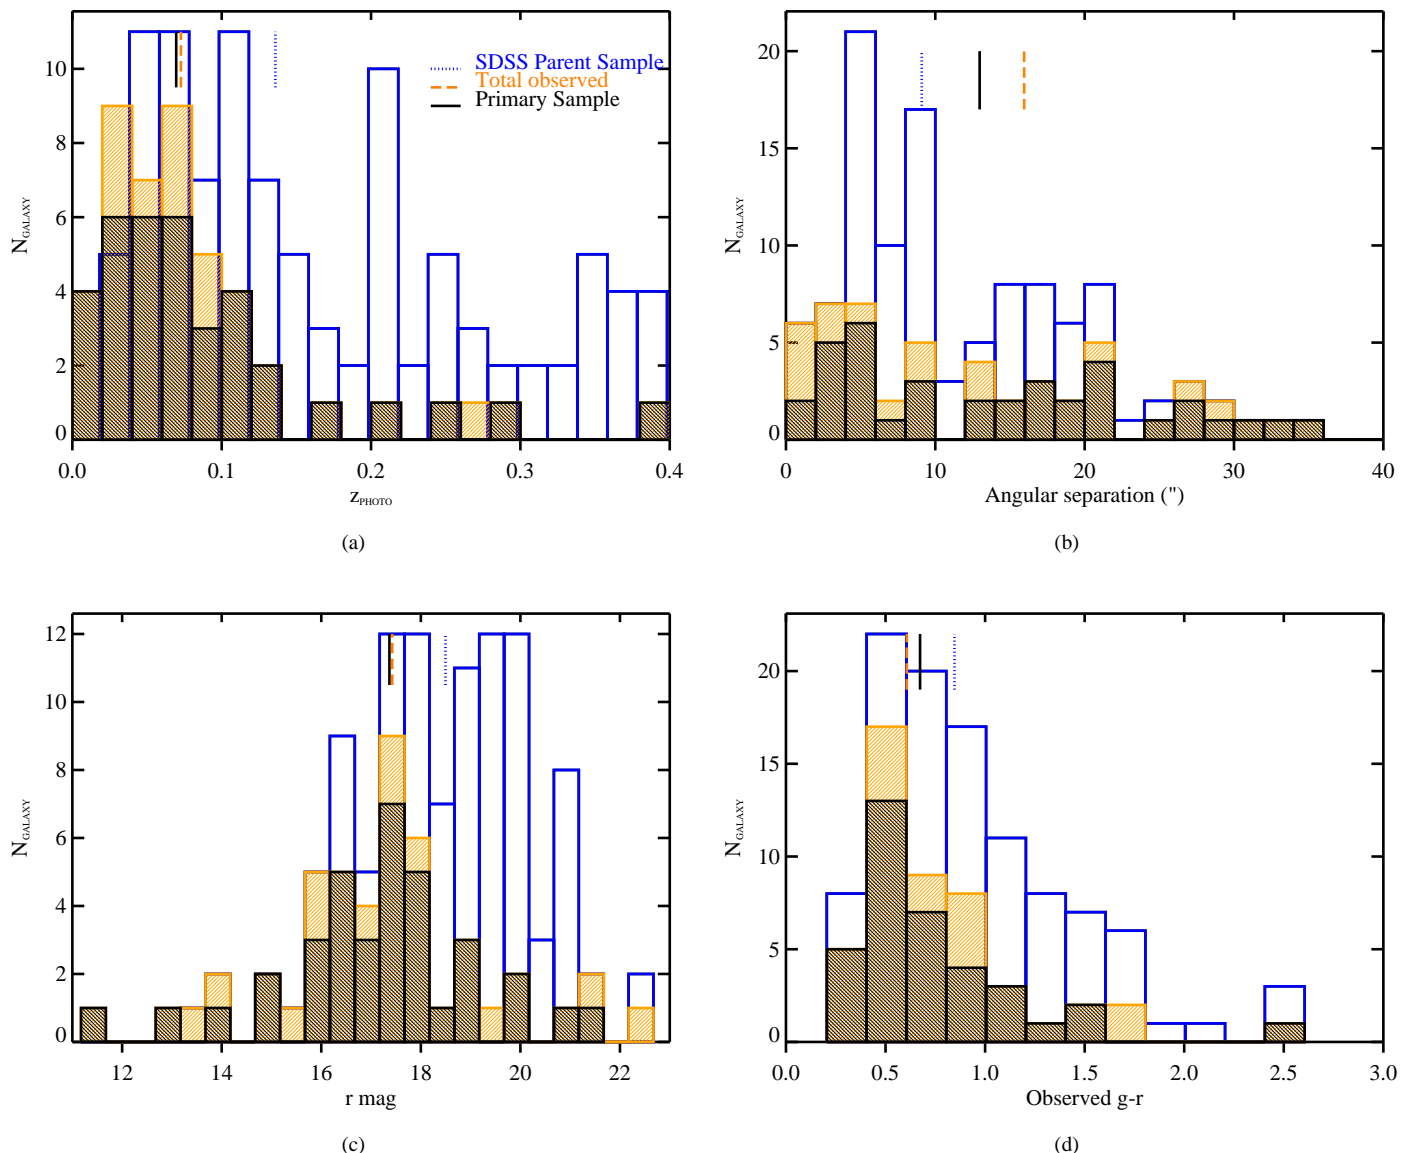 10
8
6
4
2
0
N_GALAXY
SDSS Parent Sample
Total observed
Primary Sample
0.0 0.1 0.2 0.3 0.4
z_PHOTO
(a)
20
15
10
5
0
N_GALAXY
0 10 20 30 40
Angular separation (")
(b)
12
10
8
6
4
2
0
N_GALAXY
12 14 16 18 20 22
r mag
(c)
20
15
10
5
0
N_GALAXY
0.0 0.5 1.0 1.5 2.0 2.5 3.0
Observed g-r
(d)